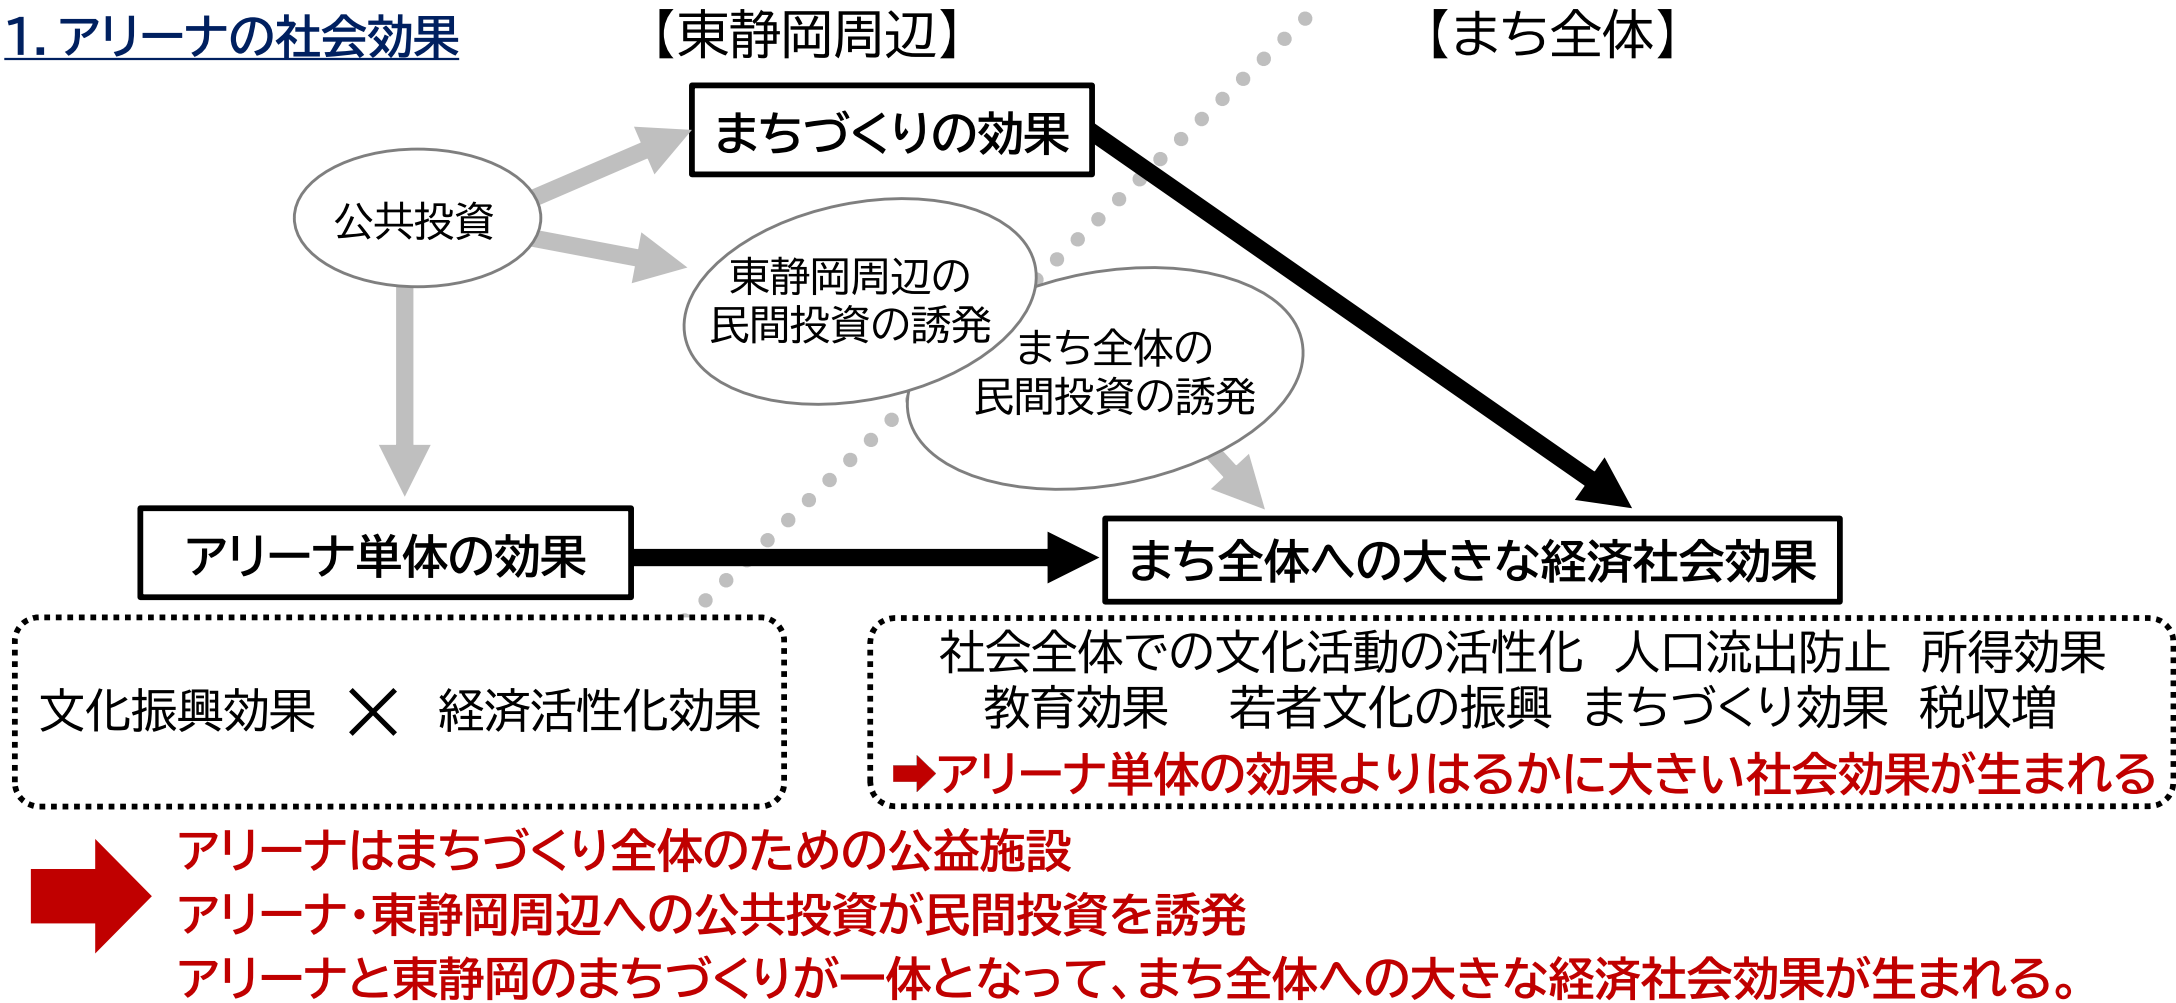 1. アリーナの社会効果
【東静岡周辺】
【まち全体】
まちづくりの効果
公共投資
東静岡周辺の
民間投資の誘発
まち全体の
民間投資の誘発
アリーナ単体の効果
まち全体への大きな経済社会効果
文化振興効果 × 経済活性化効果
社会全体での文化活動の活性化 人口流出防止 所得効果
教育効果 若者文化の振興 まちづくり効果 税収増
➡アリーナ単体の効果よりはるかに大きい社会効果が生まれる
アリーナはまちづくり全体のための公益施設
アリーナ・東静岡周辺への公共投資が民間投資を誘発
アリーナと東静岡のまちづくりが一体となって、まち全体への大きな経済社会効果が生まれる。